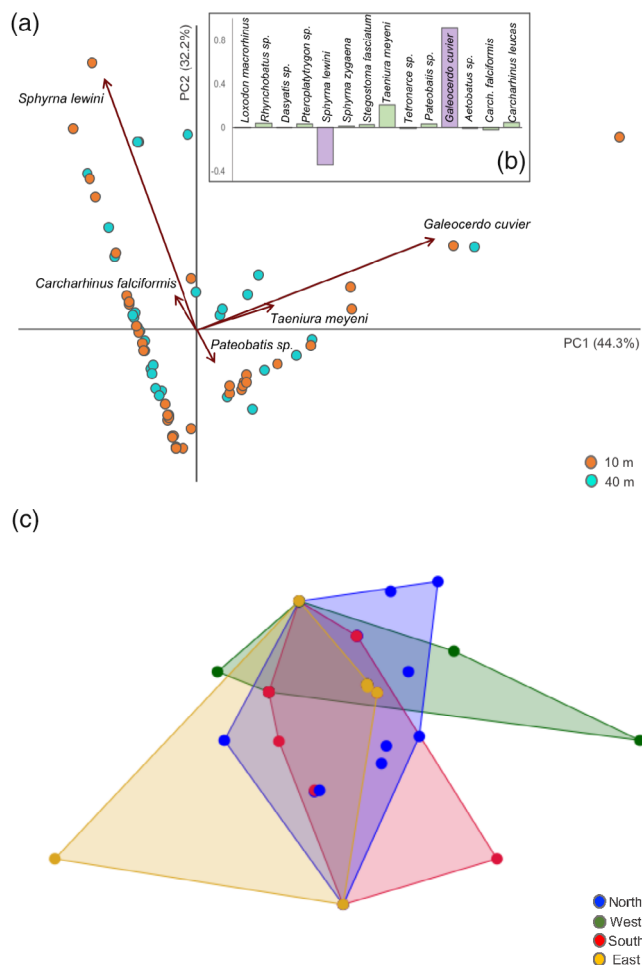 (a)
PC2 (32.2%)
Sphyrna lewini
Carcharhinus falciformis
Galeocerdo cuvier
Taeniura meyeni
Pateobatis sp.
PC1 (44.3%)
0.8
0.4
0
-0.4
Loxodon macrorhinus
Rhynchobatus sp.
Dasyatis sp.
Pteroplatytrygon sp.
Sphyrna lewini
Sphyrna zygaena
Stegostoma fasciatum
Taeniura meyeni
Tetronarce sp.
Pateobatis sp.
Galeocerdo cuvier
Aetobatus sp.
Carch. falciformis
Carcharhinus leucas
(b)
10 m
40 m
(c)
North
West
South
East